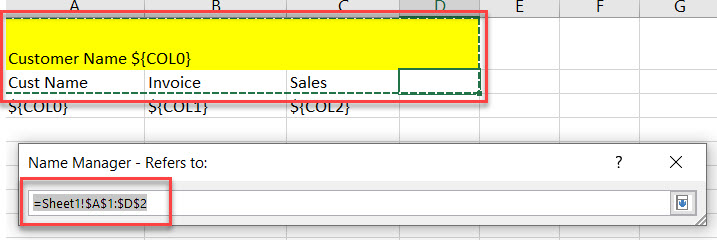 A B C D E F G
Customer Name ${COL0}
Cust Name Invoice Sales
${COL0} ${COL1} ${COL2}
Name Manager - Refers to: ?
=Sheet1!$A$1:$D$2